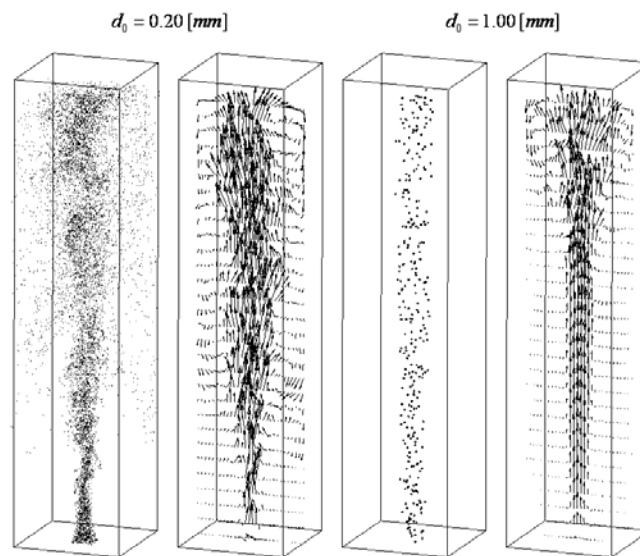 d₀ = 0.20 [mm]
d₀ = 1.00 [mm]